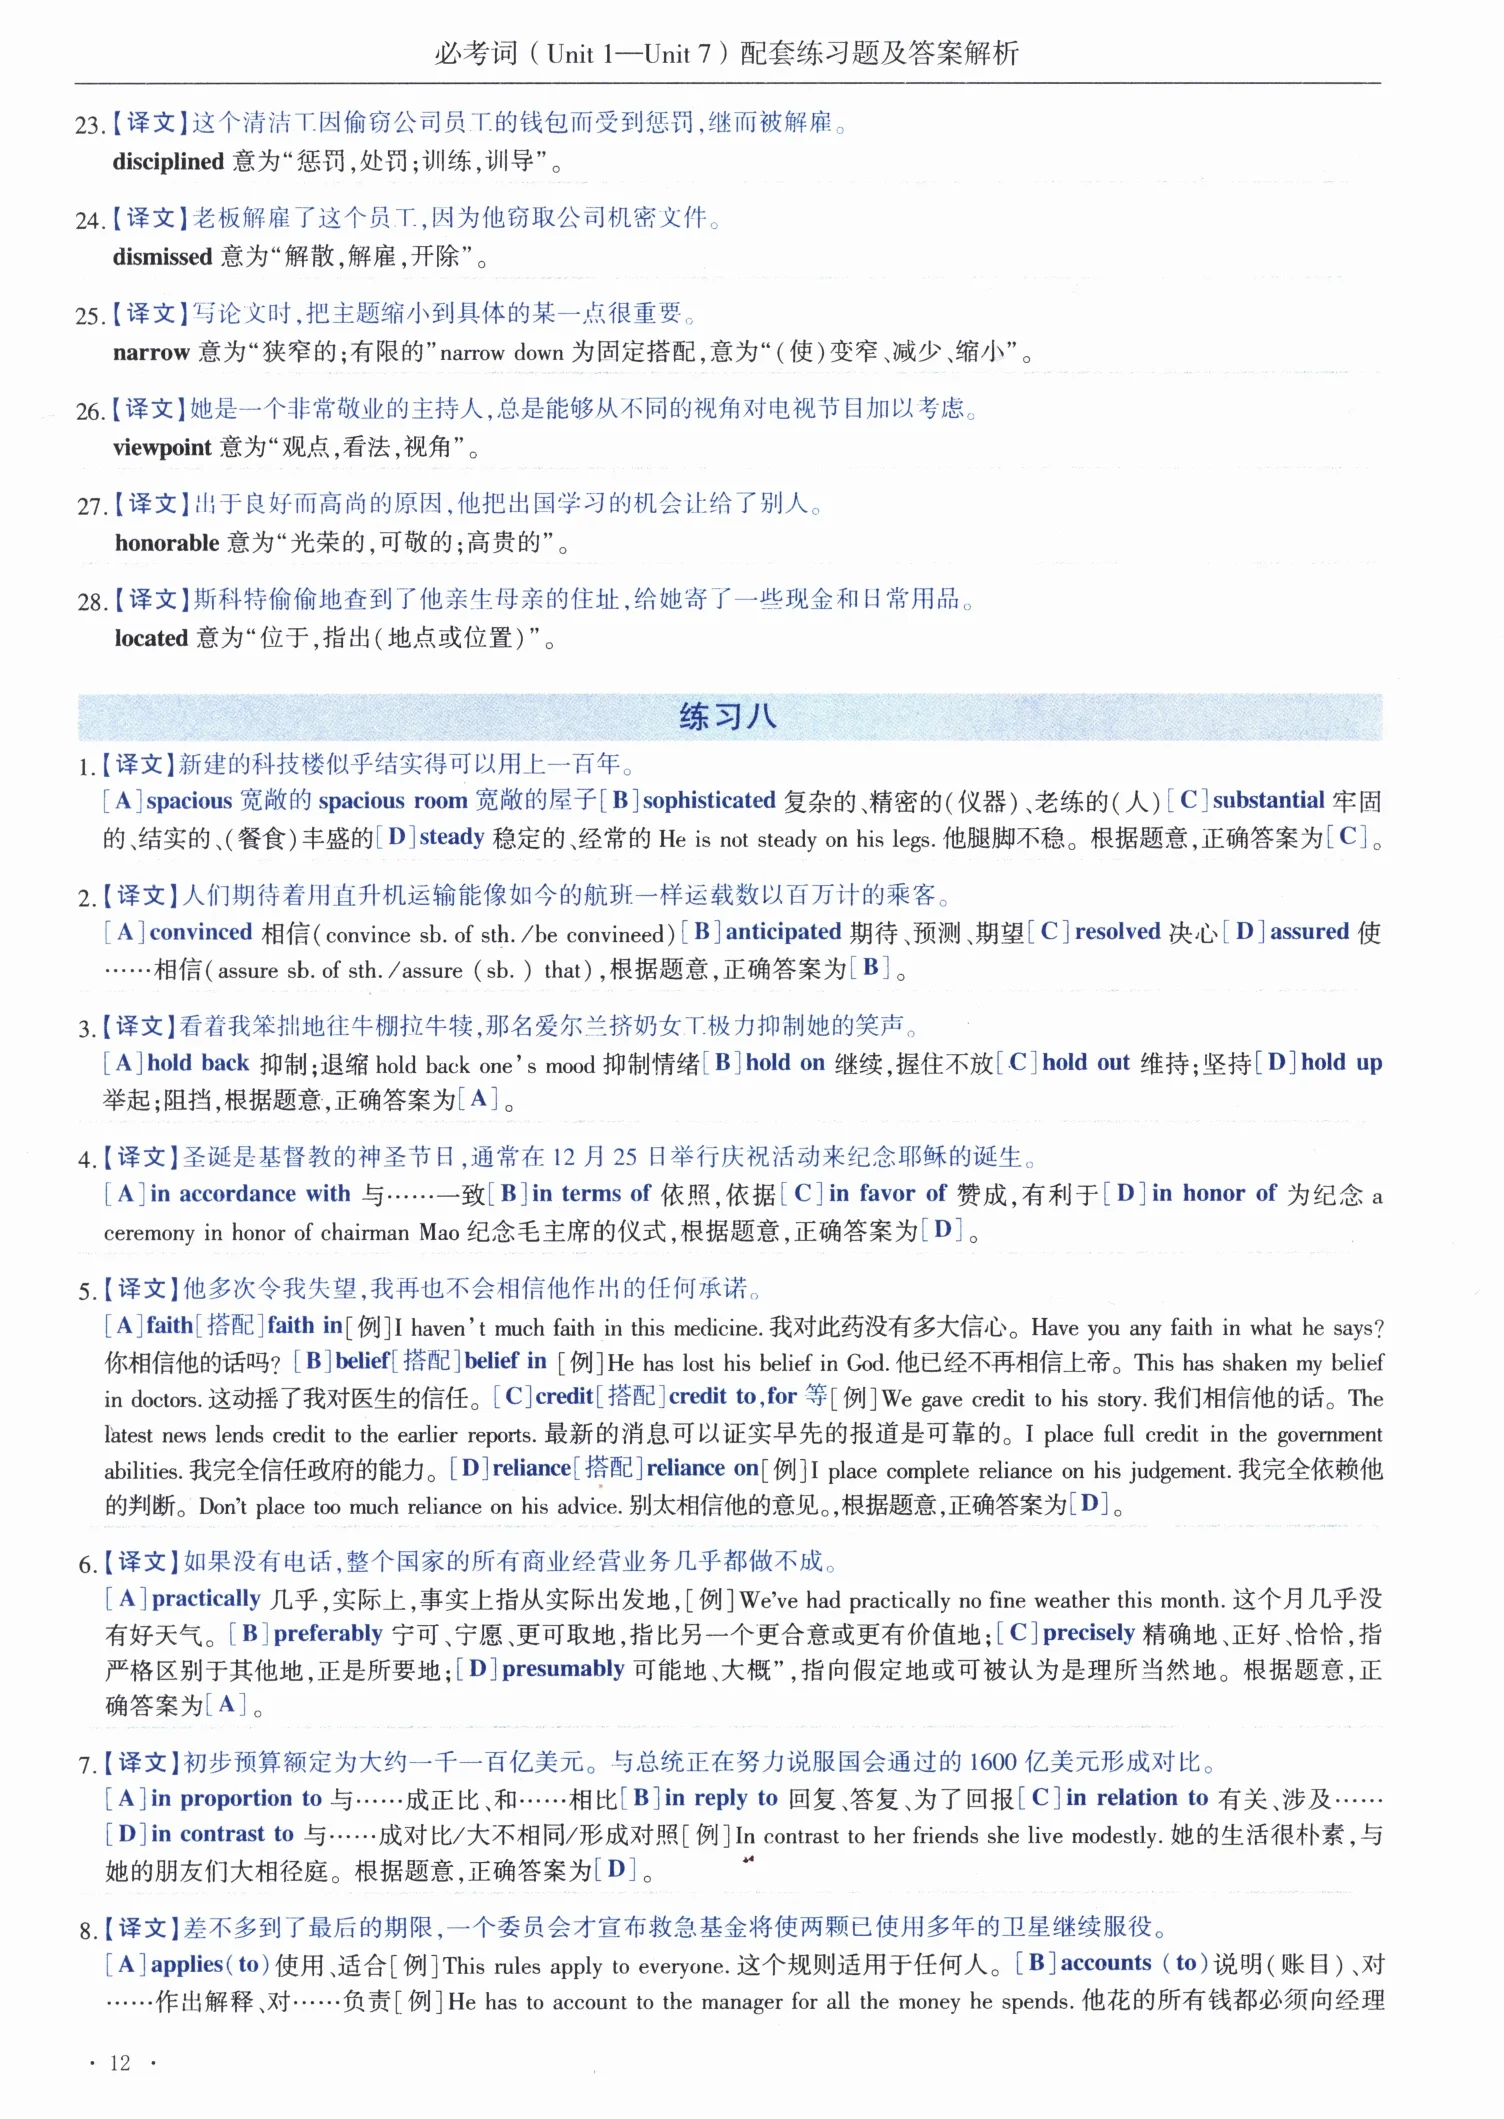 必考词（Unit 1—Unit 7）配套练习题及答案解析
23.【译文】这个清洁工因偷窃公司员工的钱包而受到惩罚,继而被解雇。
disciplined 意为“惩罚,处罚;训练,训导”。
24.【译文】老板解雇了这个员工,因为他窃取公司机密文件。
dismissed 意为“解散,解雇,开除”。
25.【译文】写论文时,把主题缩小到具体的某一点很重要。
narrow 意为“狭窄的;有限的”narrow down 为固定搭配,意为“(使)变窄、减少、缩小”。
26.【译文】她是一个非常敬业的主持人,总是能够从不同的视角对电视节目加以考虑。
viewpoint 意为“观点,看法,视角”。
27.【译文】出于良好而高尚的原因,他把出国学习的机会让给了别人。
honorable 意为“光荣的,可敬的;高贵的”。
28.【译文】斯科特偷偷地查到了他亲生母亲的住址,给她寄了一些现金和日常用品。
located 意为“位于,指出(地点或位置)”。
练习八
1.【译文】新建的科技楼似乎结实得可以用上一百年。
[A]spacious 宽敞的 spacious room 宽敞的屋子[B]sophisticated 复杂的、精密的(仪器)、老练的(人)[C]substantial 牢固
的、结实的、(餐食)丰盛的[D]steady 稳定的、经常的 He is not steady on his legs. 他腿脚不稳。根据题意,正确答案为[C]。
2.【译文】人们期待着用直升机运输能像如今的航班一样运载数以百万计的乘客。
[A]convinced 相信(convince sb. of sth./be convineed)[B]anticipated 期待、预测、期望[C]resolved 决心[D]assured 使
……相信(assure sb. of sth./assure (sb.) that),根据题意,正确答案为[B]。
3.【译文】看着我笨拙地往牛棚拉牛犊,那名爱尔兰挤奶女工极力抑制她的笑声。
[A]hold back 抑制;退缩 hold back one's mood 抑制情绪[B]hold on 继续,握住不放[C]hold out 维持;坚持[D]hold up
举起;阻挡,根据题意,正确答案为[A]。
4.【译文】圣诞是基督教的神圣节日,通常在 12 月 25 日举行庆祝活动来纪念耶稣的诞生。
[A]in accordance with 与……一致[B]in terms of 依照,依据[C]in favor of 赞成,有利于[D]in honor of 为纪念 a
ceremony in honor of chairman Mao 纪念毛主席的仪式,根据题意,正确答案为[D]。
5.【译文】他多次令我失望,我再也不会相信他作出的任何承诺。
[A]faith[搭配]faith in[例]I haven't much faith in this medicine. 我对此药没有多大信心。Have you any faith in what he says?
你相信他的话吗? [B]belief[搭配]belief in [例]He has lost his belief in God. 他已经不再相信上帝。This has shaken my belief
in doctors. 这动摇了我对医生的信任。[C]credit[搭配]credit to,for 等[例]We gave credit to his story. 我们相信他的话。The
latest news lends credit to the earlier reports. 最新的消息可以证实早先的报道是可靠的。I place full credit in the government
abilities. 我完全信任政府的能力。[D]reliance[搭配]reliance on[例]I place complete reliance on his judgement. 我完全依赖他
的判断。Don't place too much reliance on his advice. 别太相信他的意见。,根据题意,正确答案为[D]。
6.【译文】如果没有电话,整个国家的所有商业经营业务几乎都做不成。
[A]practically 几乎,实际上,事实上指从实际出发地,[例]We've had practically no fine weather this month. 这个月几乎没
有好天气。[B]preferably 宁可、宁愿、更可取地,指比另一个更合意或更有价值地;[C]precisely 精确地、正好、恰恰,指
严格区别于其他地,正是所要地;[D]presumably 可能地、大概”,指向假定地或可被认为是理所当然地。根据题意,正
确答案为[A]。
7.【译文】初步预算额定为大约一千一百亿美元。与总统正在努力说服国会通过的 1600 亿美元形成对比。
[A]in proportion to 与……成正比、和……相比[B]in reply to 回复、答复、为了回报[C]in relation to 有关、涉及……
[D]in contrast to 与……成对比/大不相同/形成对照[例]In contrast to her friends she live modestly. 她的生活很朴素,与
她的朋友们大相径庭。根据题意,正确答案为[D]。
8.【译文】差不多到了最后的期限,一个委员会才宣布救急基金将使两颗已使用多年的卫星继续服役。
[A]applies(to)使用、适合[例]This rules apply to everyone. 这个规则适用于任何人。[B]accounts (to)说明(账目)、对
……作出解释、对……负责[例]He has to account to the manager for all the money he spends. 他花的所有钱都必须向经理
· 12 ·